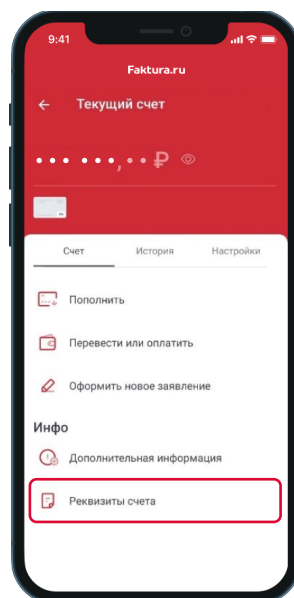 9:41
Faktura.ru
Текущий счет
••• •••,•• ₽
Счет История Настройки
Пополнить
Перевести или оплатить
Оформить новое заявление
Инфо
Дополнительная информация
Реквизиты счета